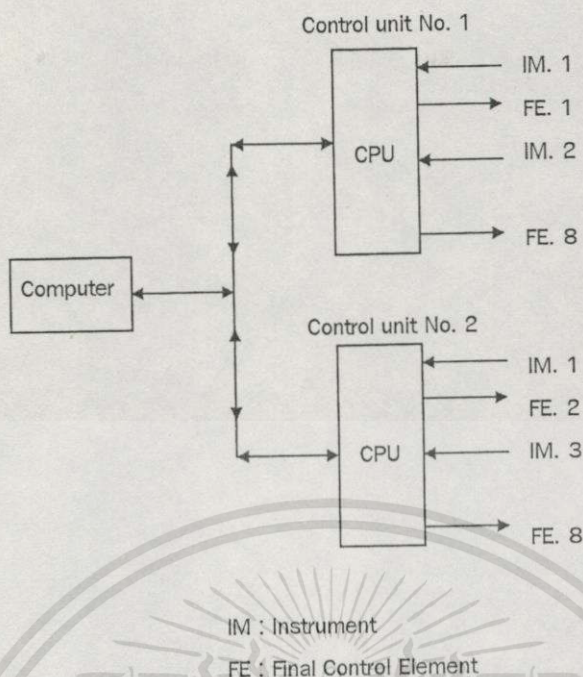 Control unit No. 1
CPU
IM. 1
FE. 1
IM. 2
FE. 8
Computer
Control unit No. 2
CPU
IM. 1
FE. 2
IM. 3
FE. 8
IM : Instrument
FE : Final Control Element